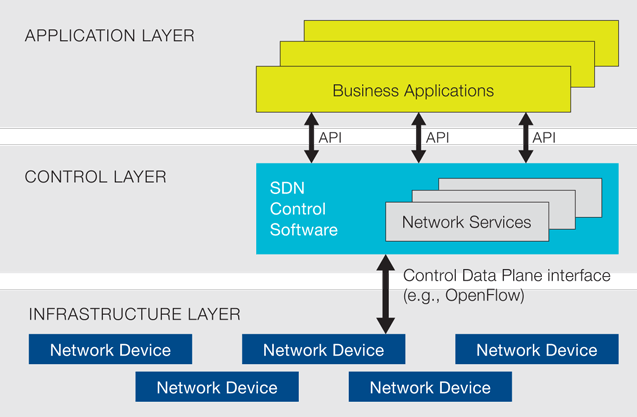 APPLICATION LAYER
Business Applications
API
API
API
CONTROL LAYER
SDN
Control
Software
Network Services
Control Data Plane interface
(e.g., OpenFlow)
INFRASTRUCTURE LAYER
Network Device
Network Device
Network Device
Network Device
Network Device